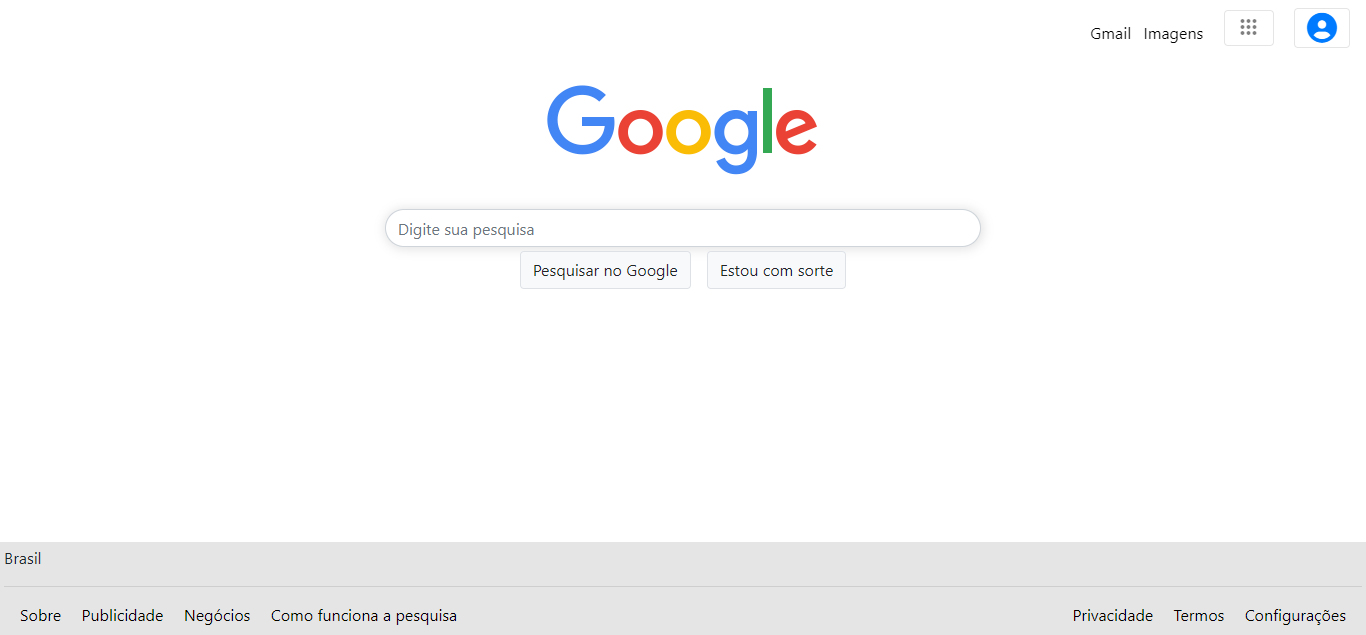 Gmail Imagens
Google
Digite sua pesquisa
Pesquisar no Google Estou com sorte
Brasil
Sobre Publicidade Negócios Como funciona a pesquisa Privacidade Termos Configurações